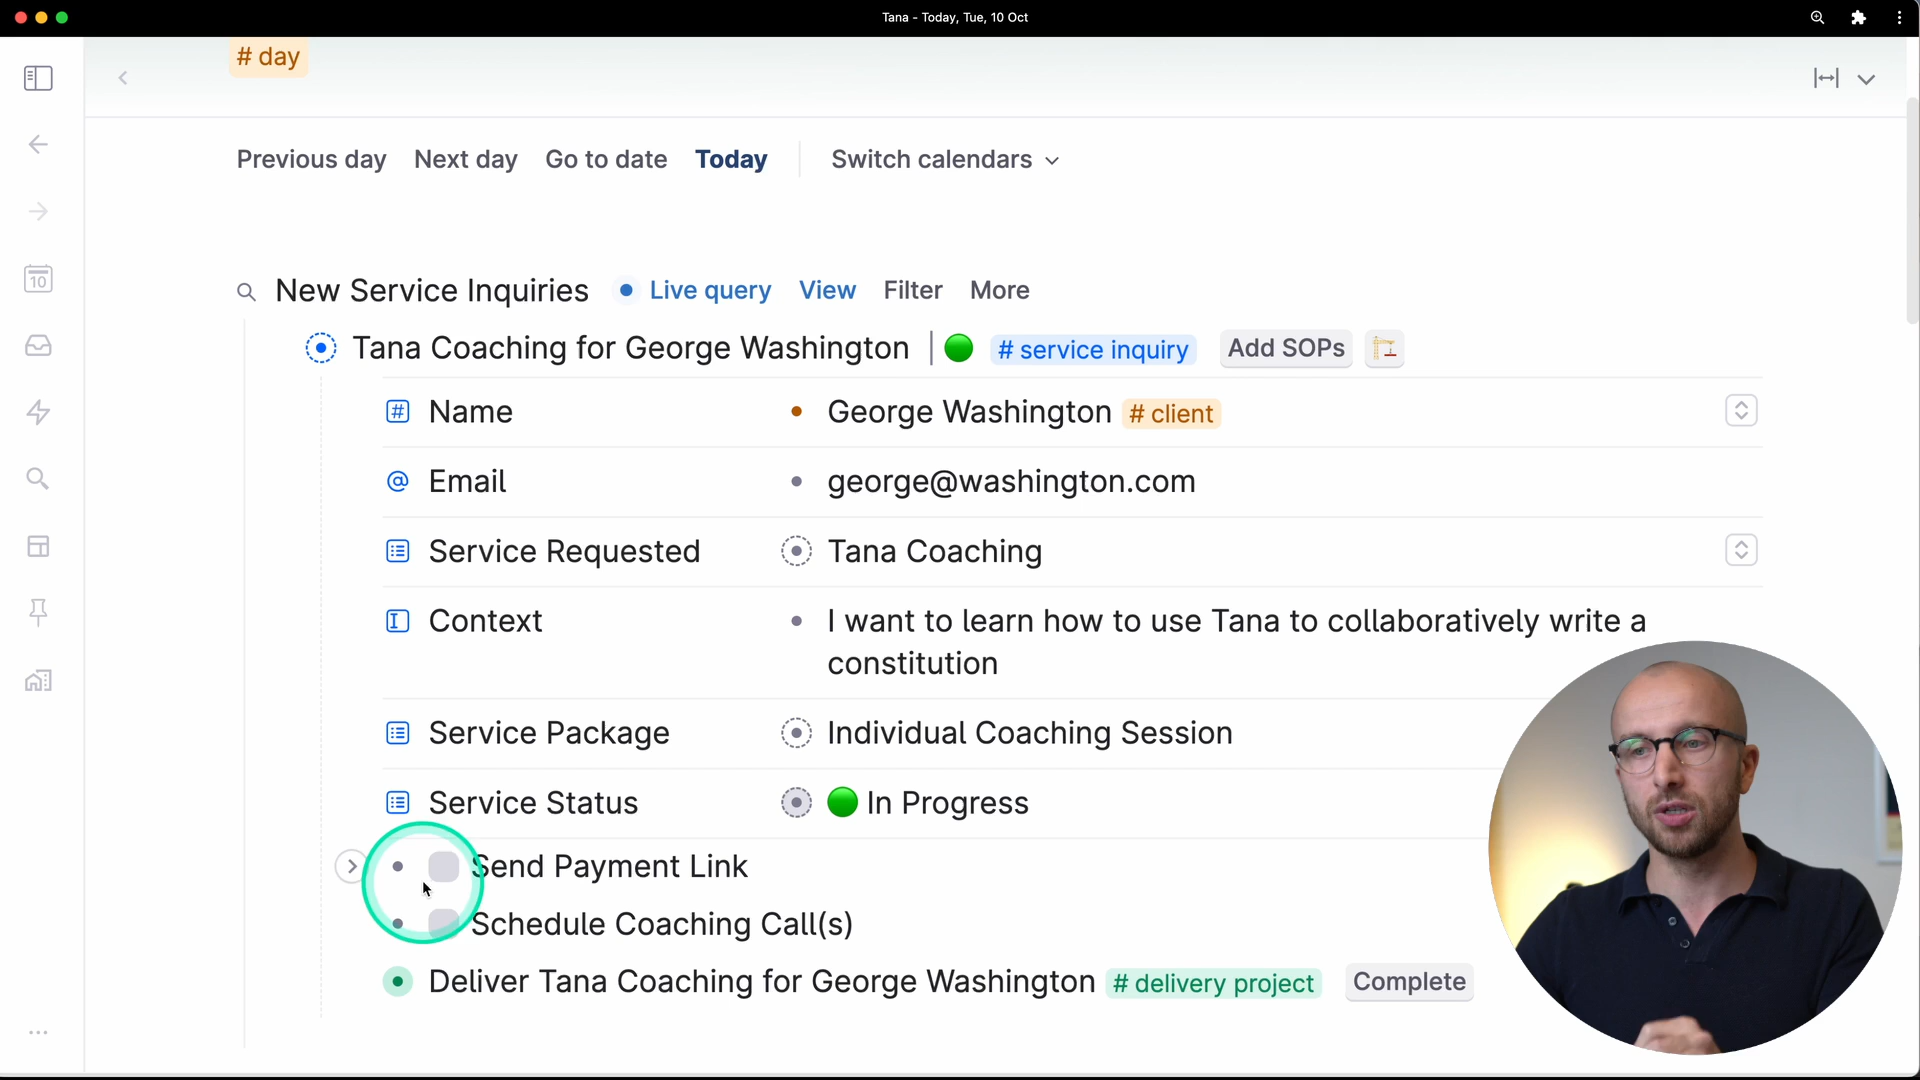 Tana - Today, Tue, 10 Oct
# day
Previous day Next day Go to date Today Switch calendars
10
New Service Inquiries Live query View Filter More
Tana Coaching for George Washington | # service inquiry Add SOPs
Name George Washington # client
Email george@washington.com
Service Requested Tana Coaching
Context I want to learn how to use Tana to collaboratively write a
constitution
Service Package Individual Coaching Session
Service Status In Progress
Send Payment Link
Schedule Coaching Call(s)
Deliver Tana Coaching for George Washington # delivery project Complete